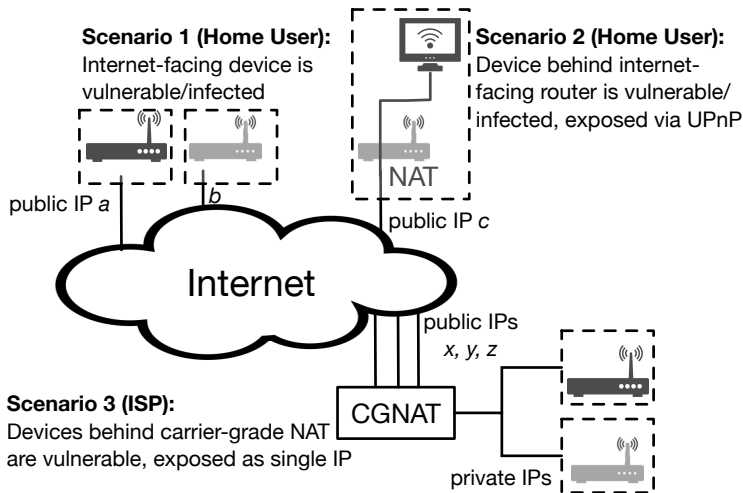 Scenario 1 (Home User):
Internet-facing device is
vulnerable/infected
Scenario 2 (Home User):
Device behind internet-
facing router is vulnerable/
infected, exposed via UPnP
NAT
public IP a
b
public IP c
Internet
public IPs
x, y, z
Scenario 3 (ISP):
Devices behind carrier-grade NAT
are vulnerable, exposed as single IP
CGNAT
private IPs